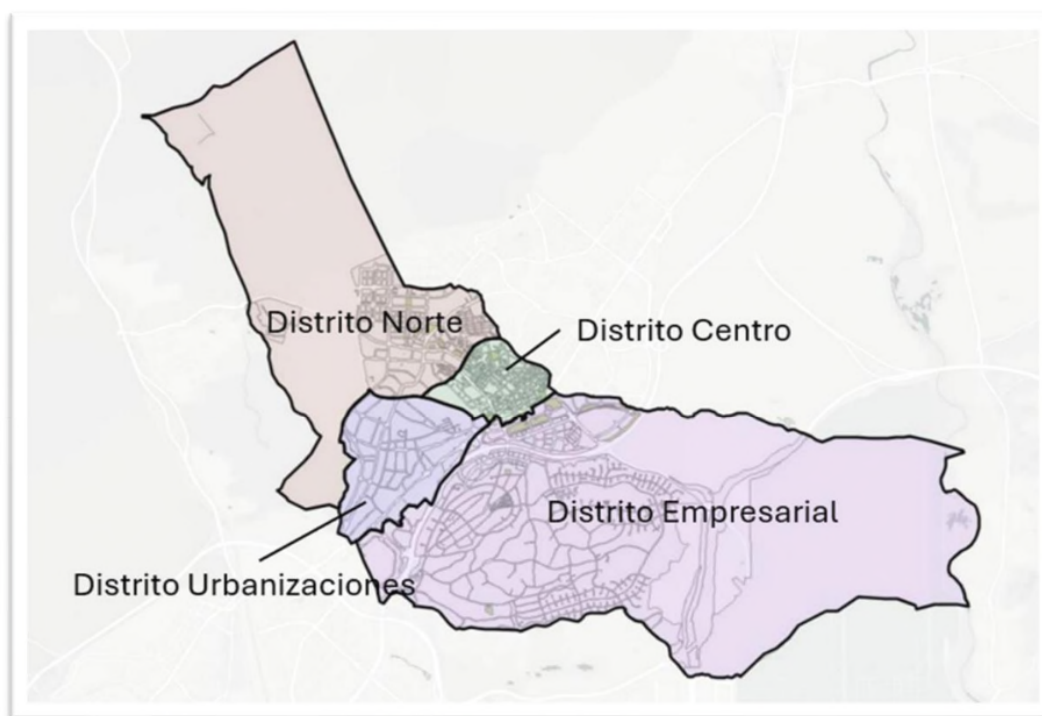 Distrito Norte
Distrito Centro
Distrito Empresarial
Distrito Urbanizaciones